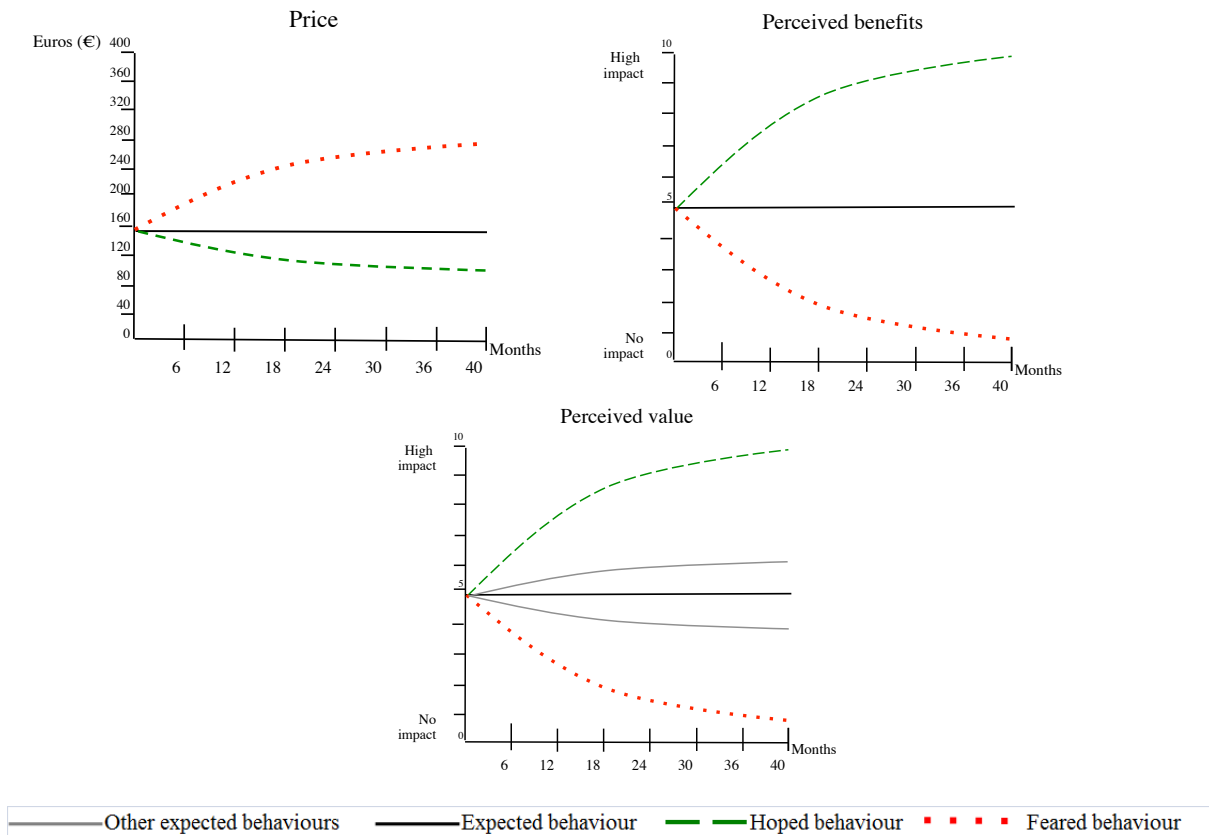 Price
Euros (€)
400
360
320
280
240
200
160
120
80
40
0
6 12 18 24 30 36 40
Months
Perceived benefits
High
impact
10
5
No
impact
0
6 12 18 24 30 36 40
Months
Perceived value
High
impact
10
5
No
impact
0
6 12 18 24 30 36 40
Months
Other expected behaviours Expected behaviour Hoped behaviour Feared behaviour